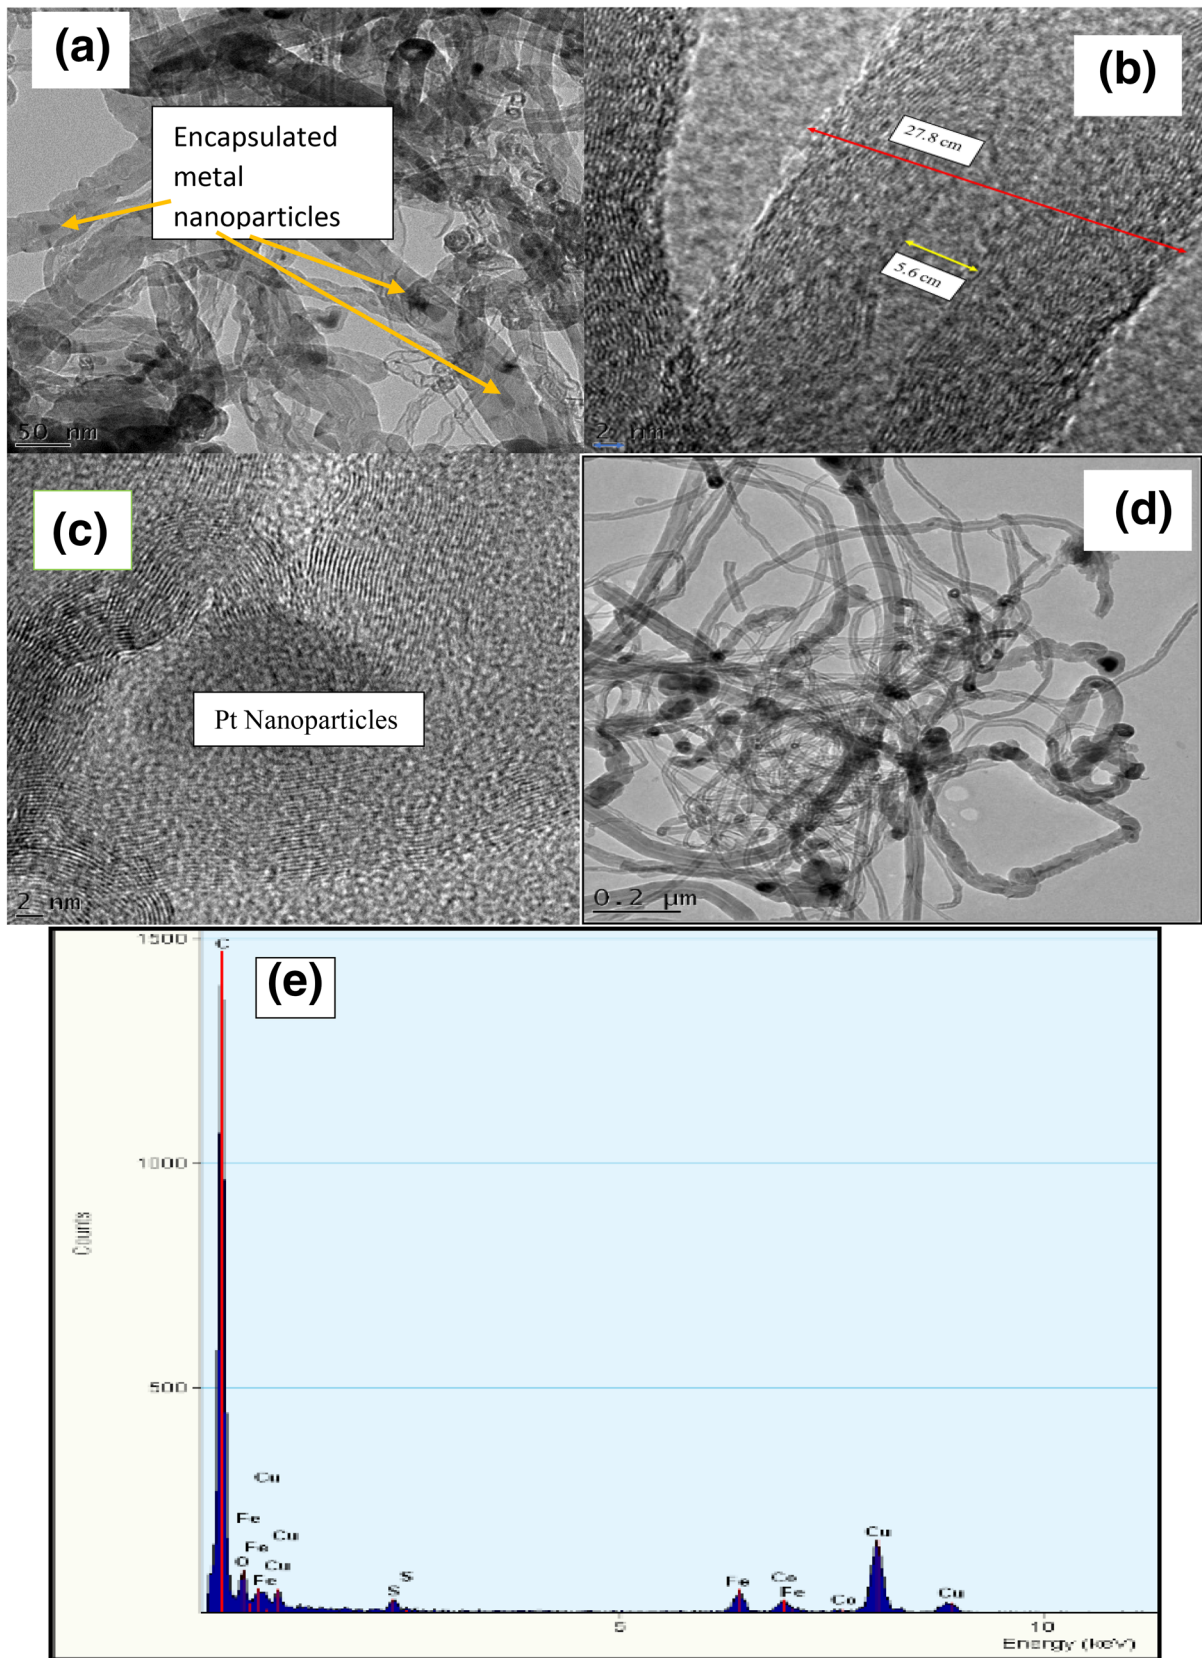 (a)
Encapsulated
metal
nanoparticles
50 nm
(b)
27.8 cm
5.6 cm
2 nm
(c)
Pt Nanoparticles
2 nm
(d)
0.2 µm
(e)
1500
C
1000
Counts
500
Cu
Fe
Cu
Fe
O
Cu
Fe
S
S
Fe
Co
Fe
Co
Cu
Cu
5
10
Energy (keV)